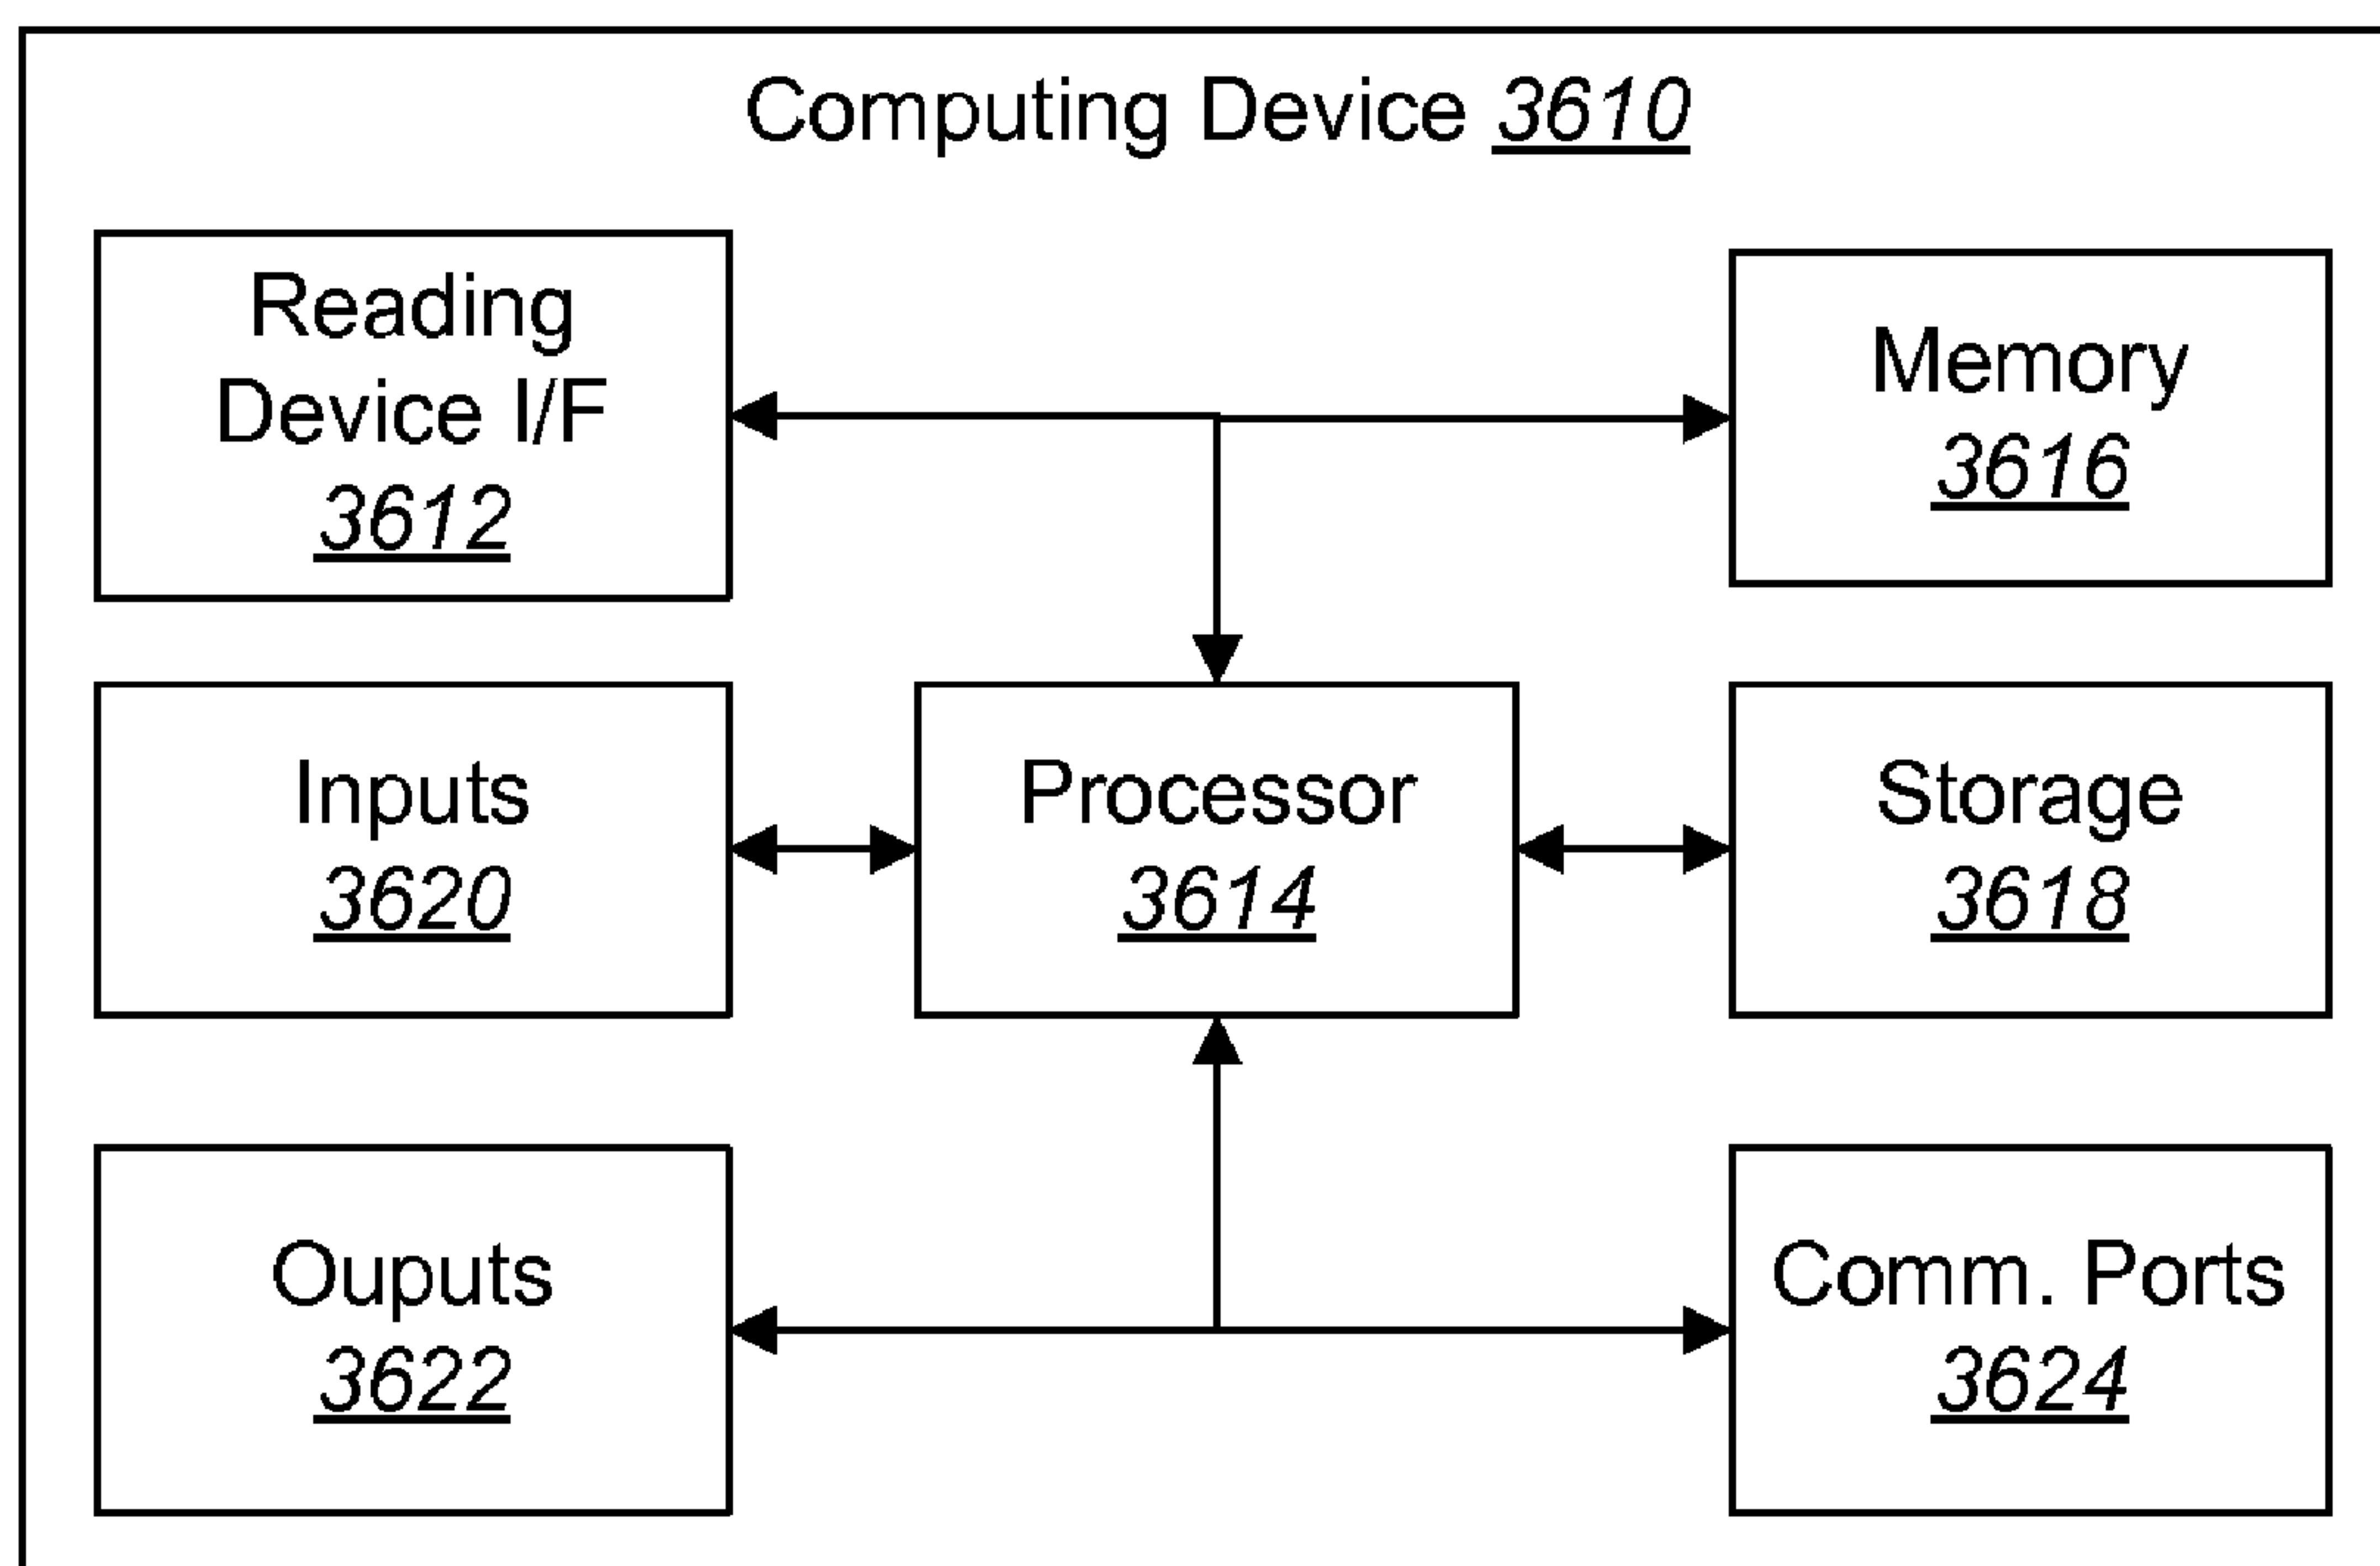 Computing Device 3610
Reading
Device I/F
3612
Memory
3616
Inputs
3620
Processor
3614
Storage
3618
Ouputs
3622
Comm. Ports
3624